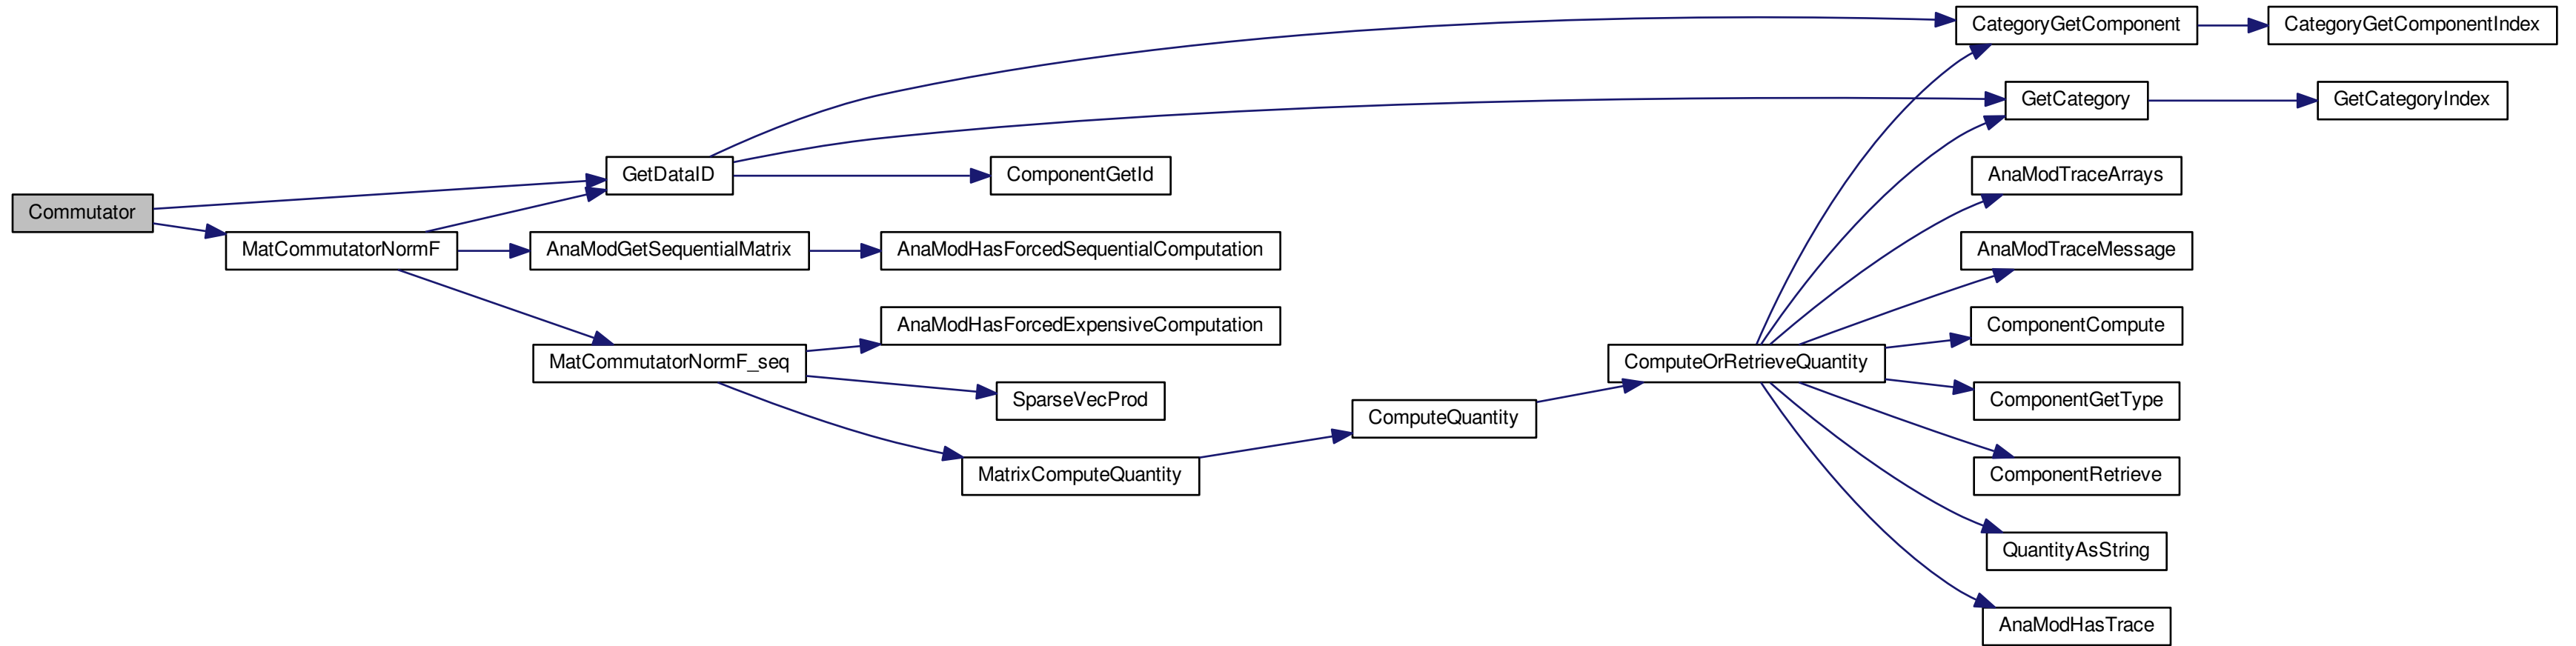 Commutator
MatCommutatorNormF
GetDataID
AnaModGetSequentialMatrix
MatCommutatorNormF_seq
ComponentGetId
AnaModHasForcedSequentialComputation
AnaModHasForcedExpensiveComputation
SparseVecProd
MatrixComputeQuantity
ComputeQuantity
ComputeOrRetrieveQuantity
CategoryGetComponent
GetCategory
AnaModTraceArrays
AnaModTraceMessage
ComponentCompute
ComponentGetType
ComponentRetrieve
QuantityAsString
AnaModHasTrace
CategoryGetComponentIndex
GetCategoryIndex